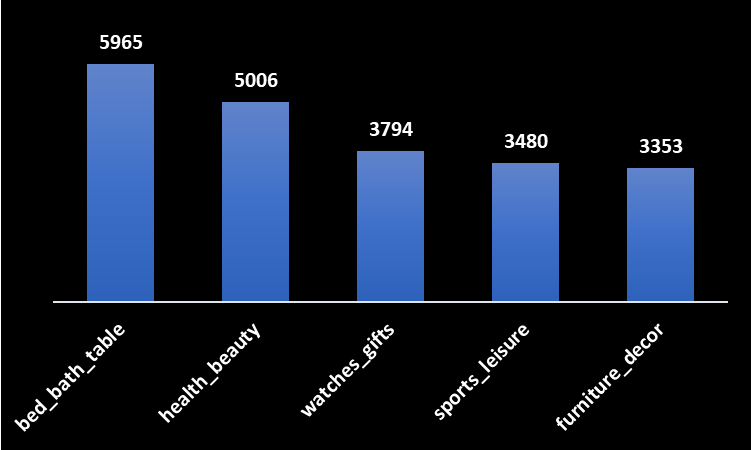 5965
5006
3794
3480
3353
bed_bath_table
health_beauty
watches_gifts
sports_leisure
furniture_decor